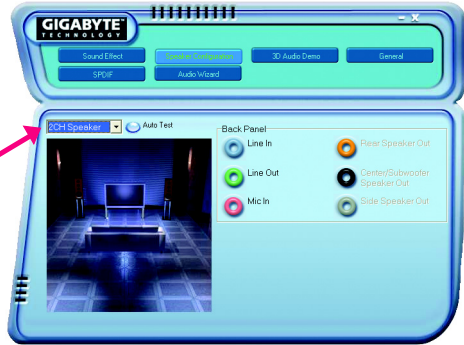 GIGABYTE
TECHNOLOGY
Sound Effect
Speaker Configuration
3D Audio Demo
General
SPDIF
Audio Wizard
2CH Speaker
Auto Test
Back Panel
Line In
Rear Speaker Out
Line Out
Center/Subwoofer
Speaker Out
Mic In
Side Speaker Out